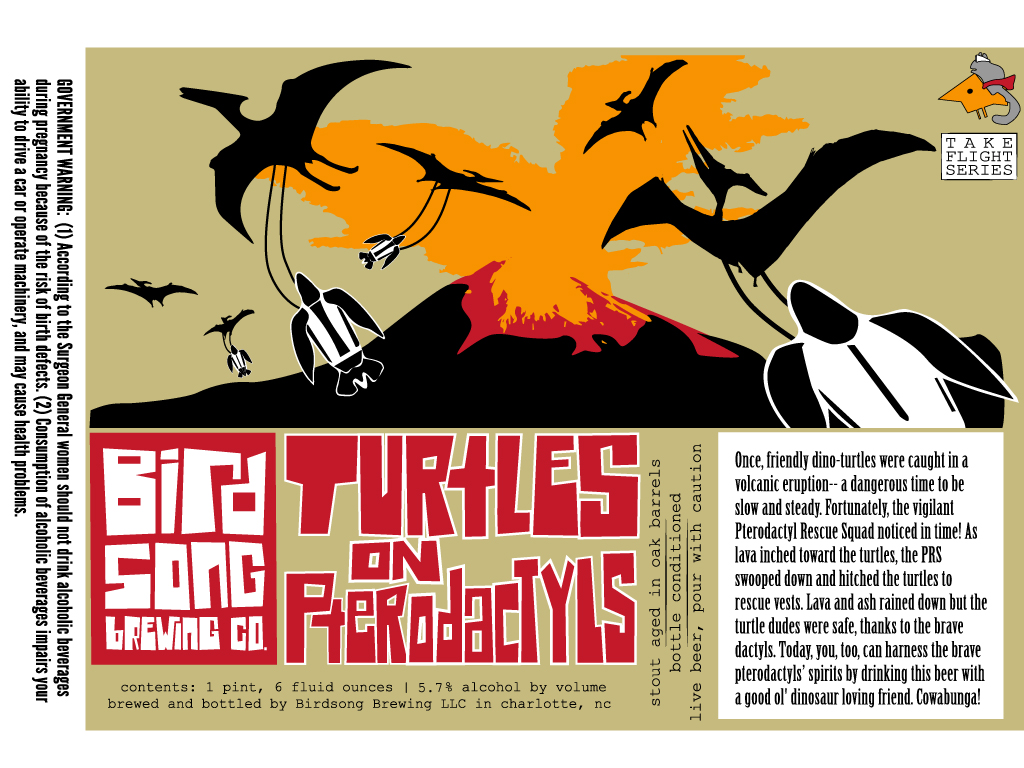 GOVERNMENT WARNING: (1) According to the Surgeon General women should not drink alcoholic beverages
during pregnancy because of the risk of birth defects. (2) Consumption of alcoholic beverages impairs your
ability to drive a car or operate machinery, and may cause health problems.
TAKE
FLIGHT
SERIES
Bird
Song
Brewing Co.
Turtles
on
Pterodactyls
contents: 1 pint, 6 fluid ounces | 5.7% alcohol by volume
brewed and bottled by Birdsong Brewing LLC in charlotte, nc
stout aged in oak barrels
bottle conditioned
live beer, pour with caution
Once, friendly dino-turtles were caught in a
volcanic eruption-- a dangerous time to be
slow and steady. Fortunately, the vigilant
Pterodactyl Rescue Squad noticed in time! As
lava inched toward the turtles, the PRS
swooped down and hitched the turtles to
rescue vests. Lava and ash rained down but the
turtle dudes were safe, thanks to the brave
dactyls. Today, you, too, can harness the brave
pterodactyls' spirits by drinking this beer with
a good ol' dinosaur loving friend. Cowabunga!